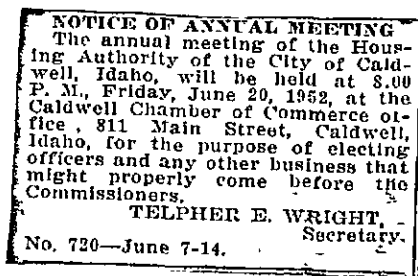 NOTICE OF ANNUAL MEETING
The annual meeting of the Hous-
ing Authority of the City of Cald-
well, Idaho, will be held at 8.00
P. M., Friday, June 20, 1952, at the
Caldwell Chamber of Commerce of-
fice , 811 Main Street, Caldwell,
Idaho, for the purpose of electing
officers and any other business that
might properly come before the
Commissioners.
TELPHER E. WRIGHT,
Secretary.
No. 720—June 7-14.